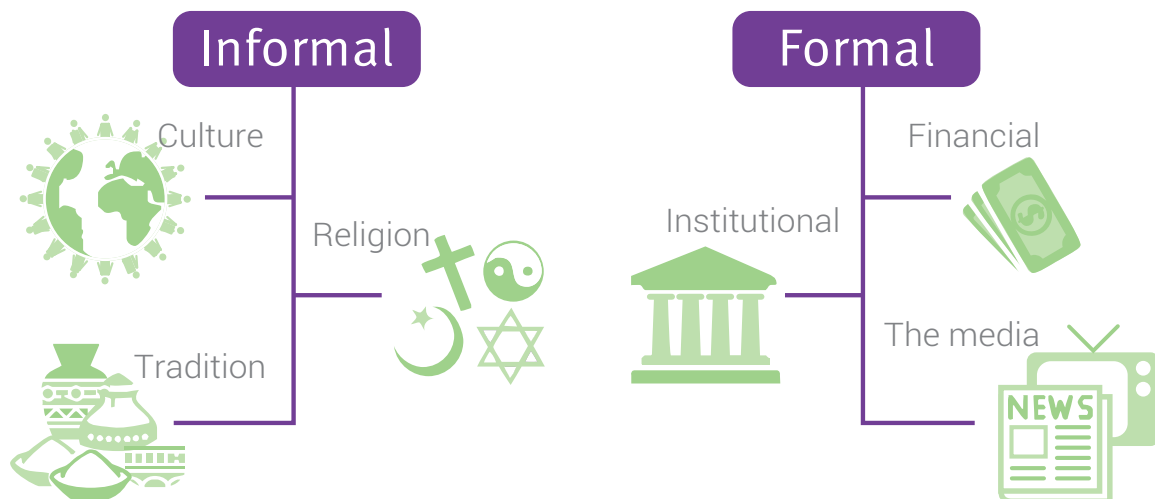 Informal
Culture
Religion
Tradition
Formal
Financial
Institutional
The media
NEWS
$